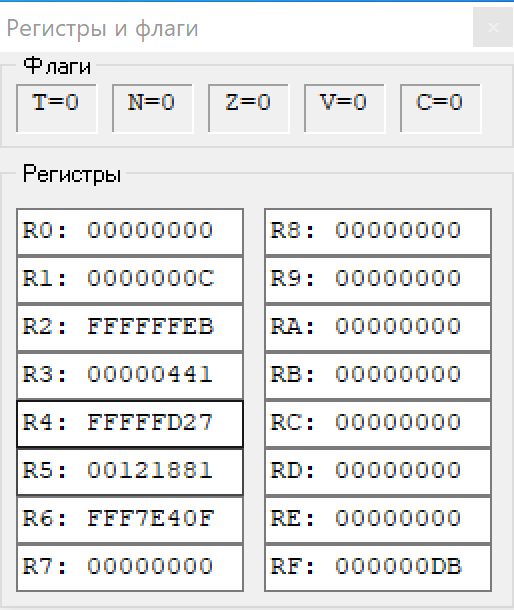 Регистры и флаги
Флаги
T=0 N=0 Z=0 V=0 C=0
Регистры
R0: 00000000 R8: 00000000
R1: 0000000C R9: 00000000
R2: FFFFFFEB RA: 00000000
R3: 00000441 RB: 00000000
R4: FFFFFD27 RC: 00000000
R5: 00121881 RD: 00000000
R6: FFF7E40F RE: 00000000
R7: 00000000 RF: 000000DB